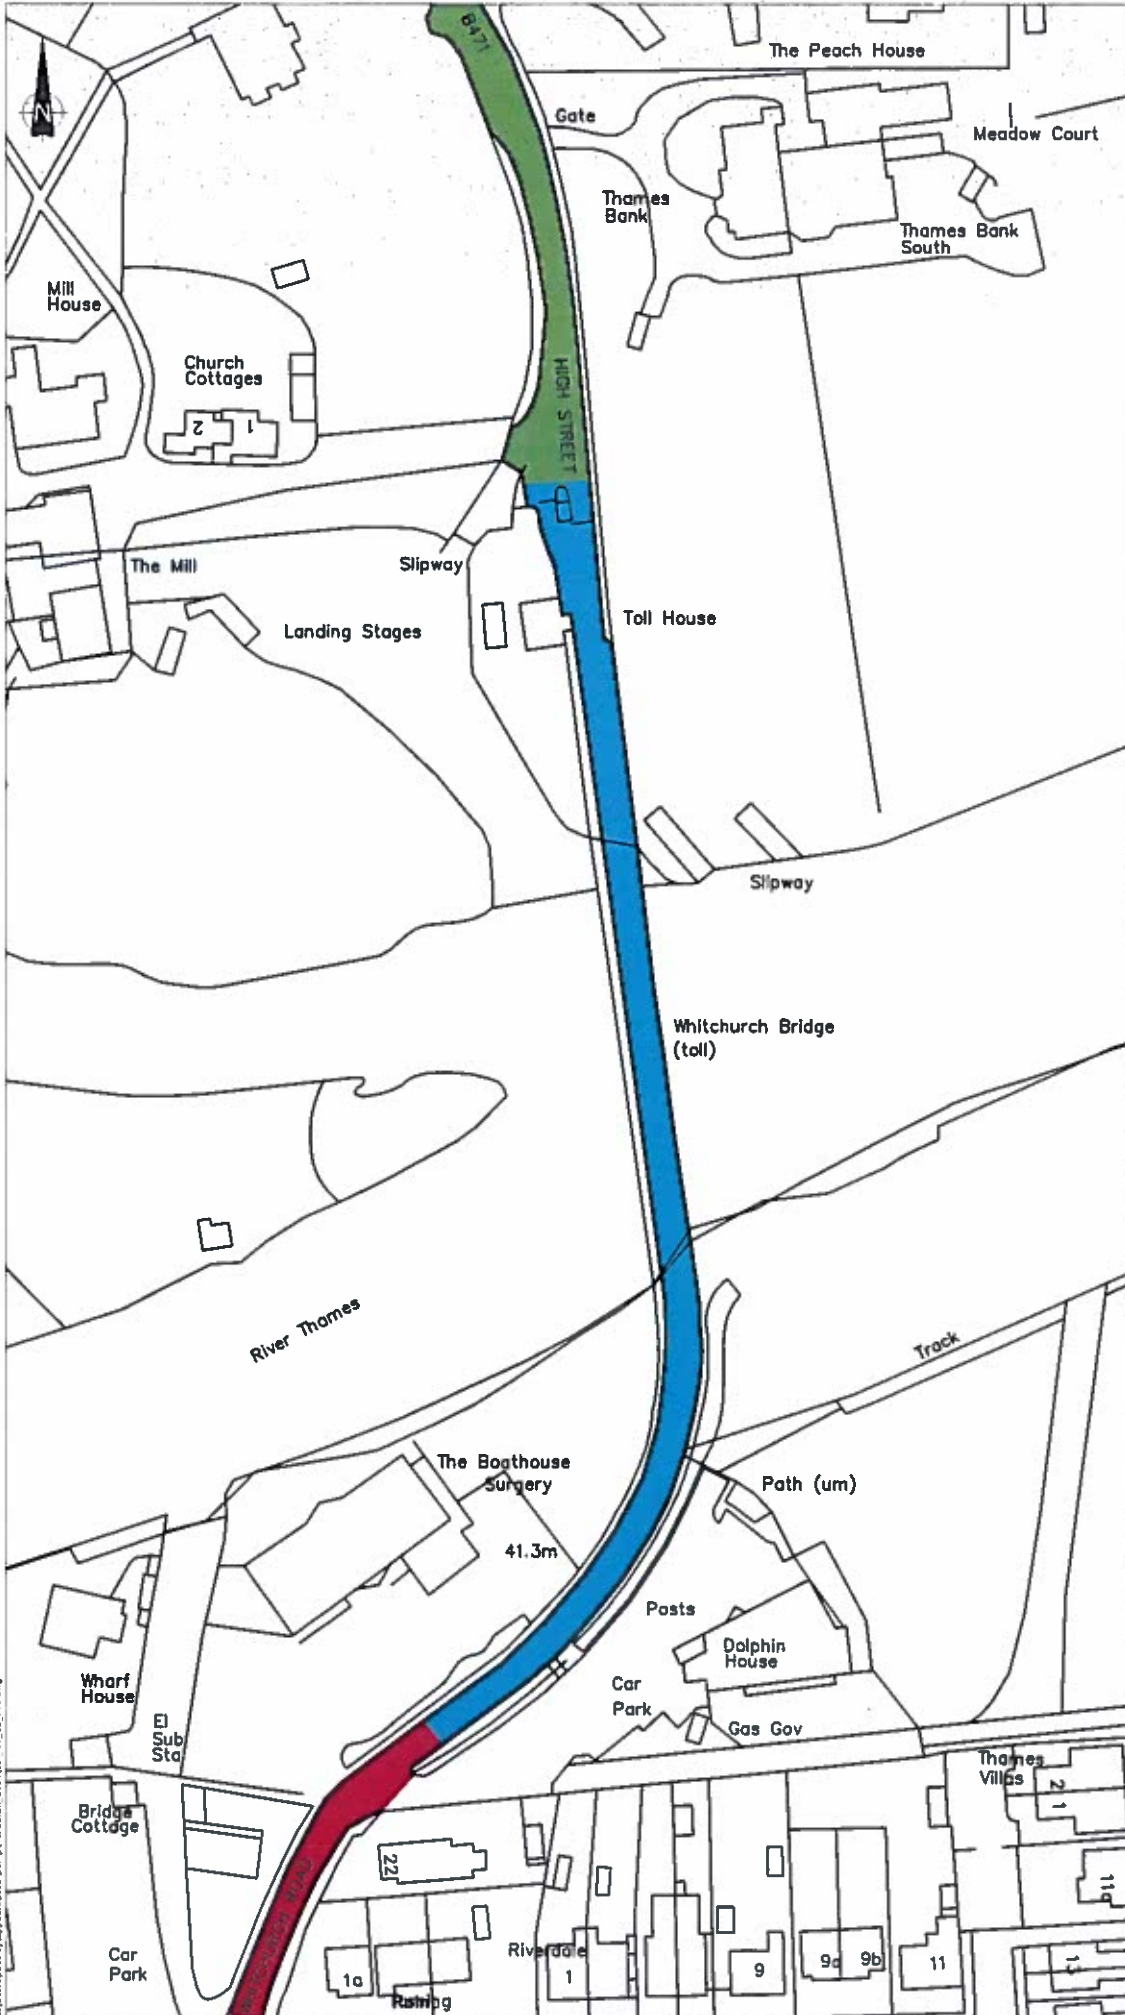 B471
The Peach House
N
Gate
Meadow Court
Thames
Bank
Thames Bank
South
Mill
House
Church
Cottages
HIGH STREET
2
1
Slipway
The Mill
Toll House
Landing Stages
Slipway
Whitchurch Bridge
(toll)
River Thames
Track
The Boathouse
Surgery
Path (um)
41.3m
Posts
Dolphin
House
Wharf
House
Car
Park
El
Sub
Sta
Gas Gov
Thames
Villas
2
1
Bridge
Cottage
22
11a
ROAD
Car
Park
Riverdale
1a
1
9
9a
9b
11
13